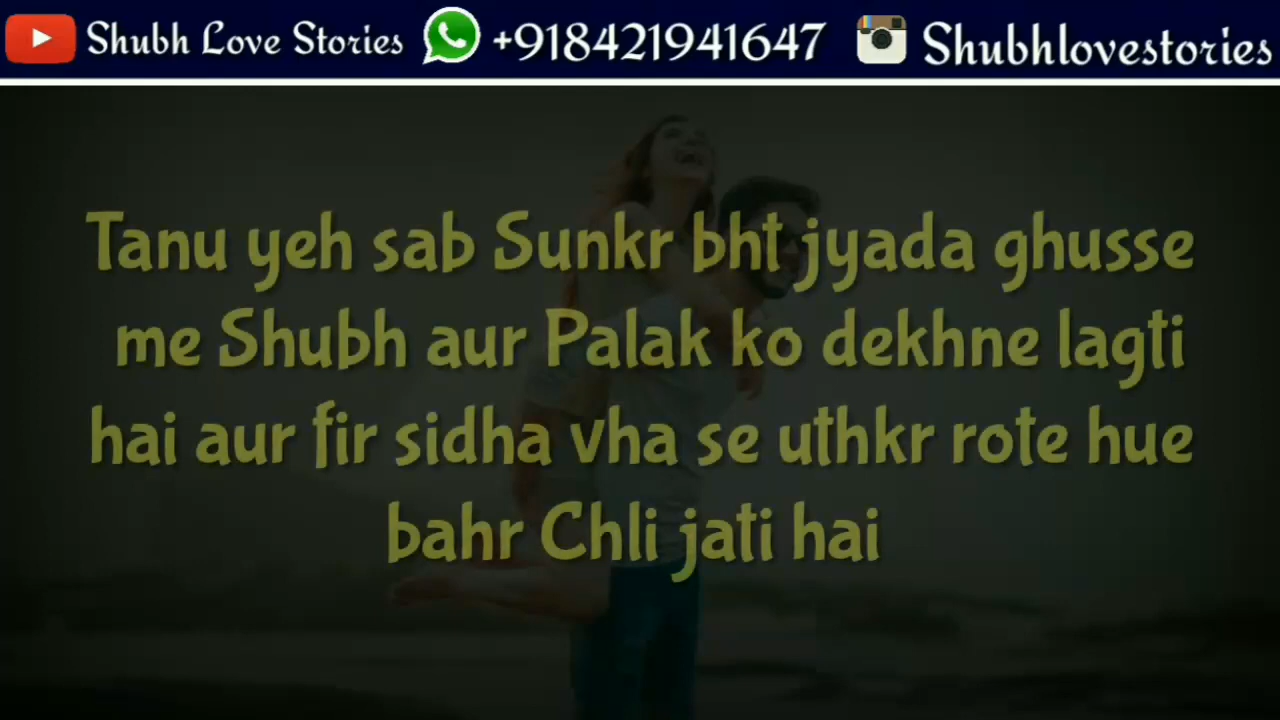 Shubh Love Stories +918421941647 Shubhlovestories
Tanu yeh sab Sunkr bht jyada ghusse
me Shubh aur Palak ko dekhne lagti
hai aur fir sidha vha se uthkr rote hue
bahr Chli jati hai